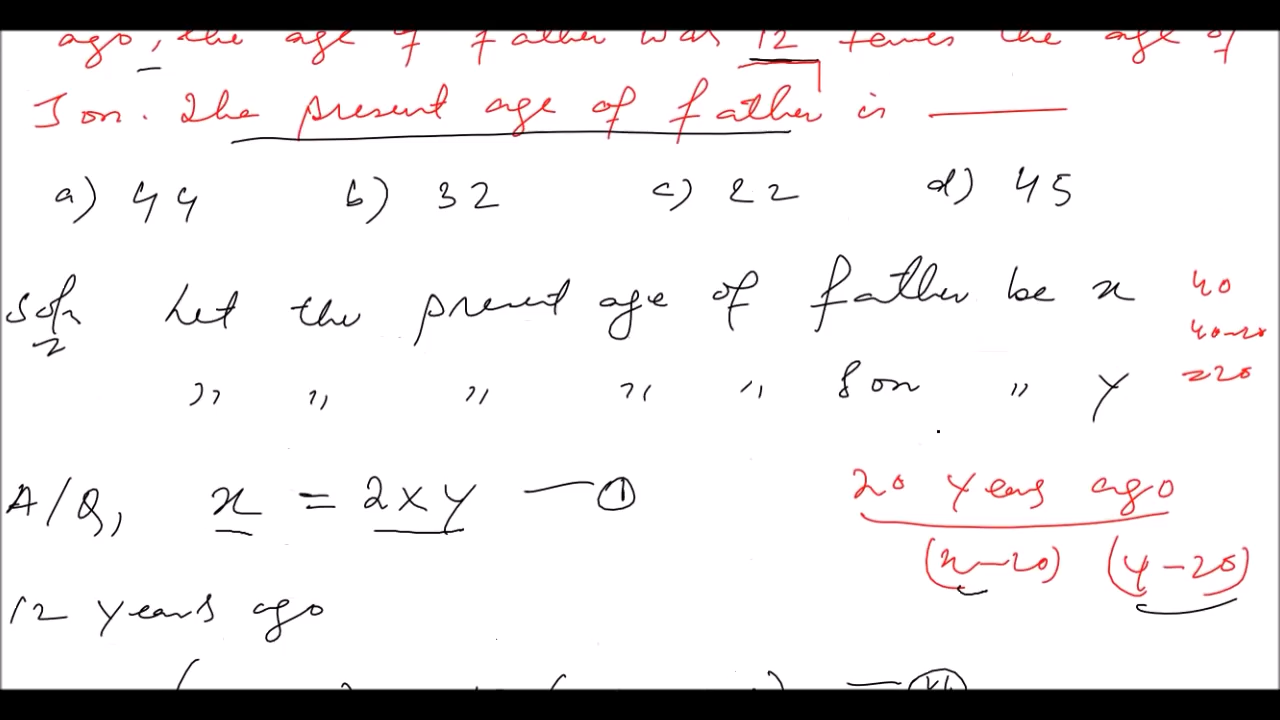 ago, the age of father was 12 times the age of
Son. The present age of father is ______
a) 44 b) 32 c) 22 d) 45
Soln Let the present age of father be x 40
40-20
,, ,, ,, ,, ,, Son ,, y =20
A/Q, x = 2xy — ①
20 years ago
(x-20) (y-20)
12 years ago